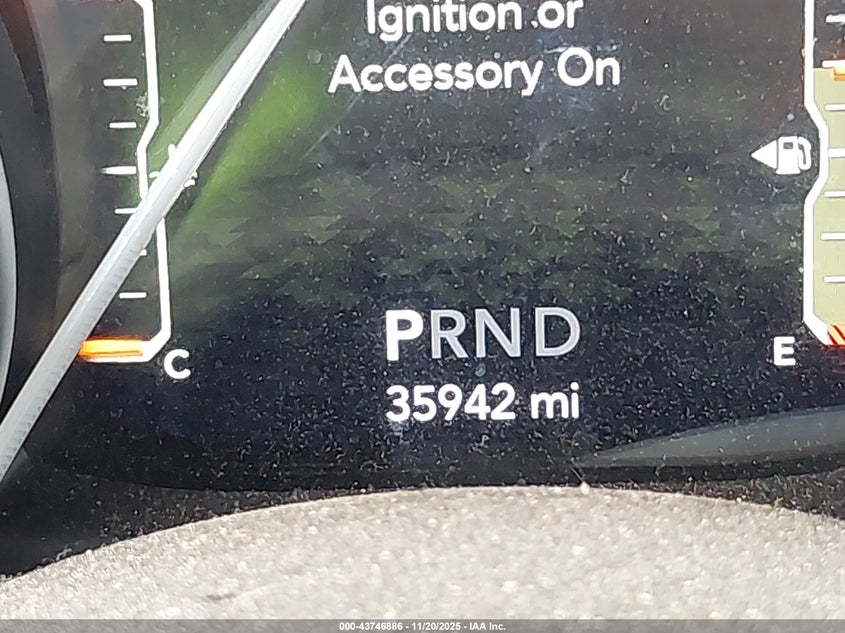 Ignition or
Accessory On
C
E
PRND
35942 mi
000-43746886 - 11/20/2025 - IAA Inc.